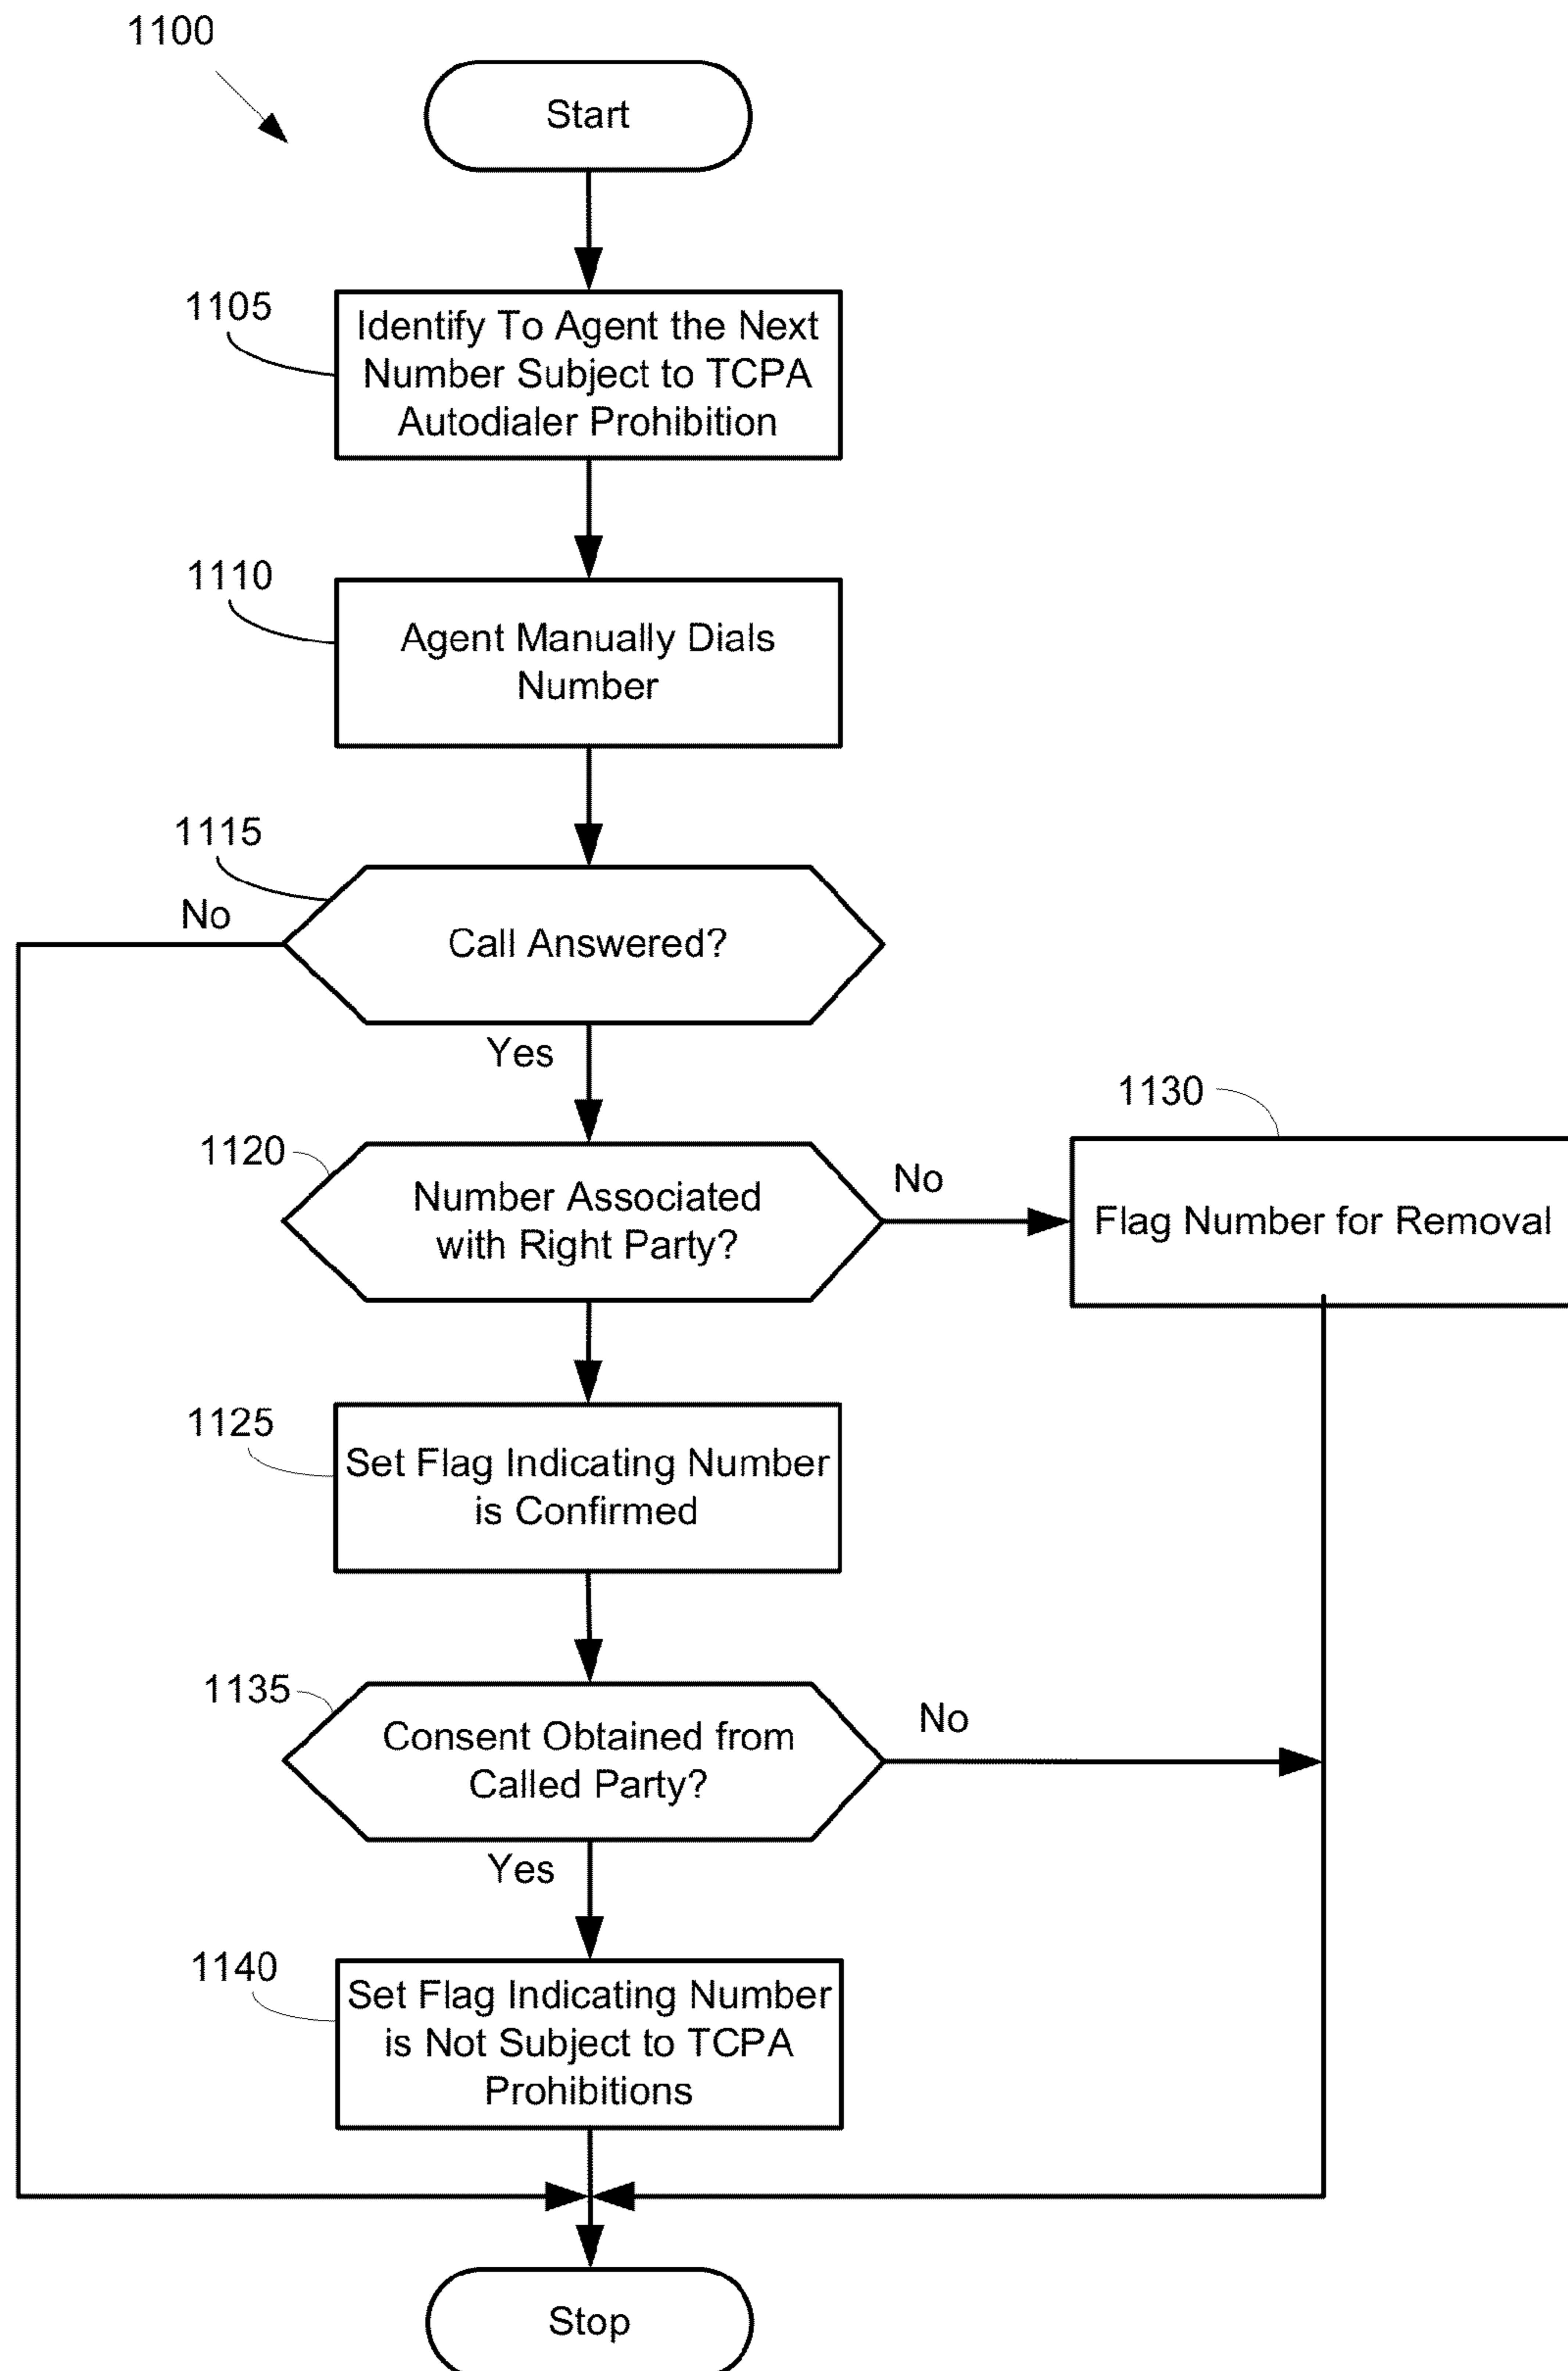 1100
Start
1105
Identify To Agent the Next
Number Subject to TCPA
Autodialer Prohibition
1110
Agent Manually Dials
Number
1115
No
Call Answered?
Yes
1130
1120
Number Associated
with Right Party?
No
Flag Number for Removal
1125
Set Flag Indicating Number
is Confirmed
1135
Consent Obtained from
Called Party?
No
Yes
1140
Set Flag Indicating Number
is Not Subject to TCPA
Prohibitions
Stop